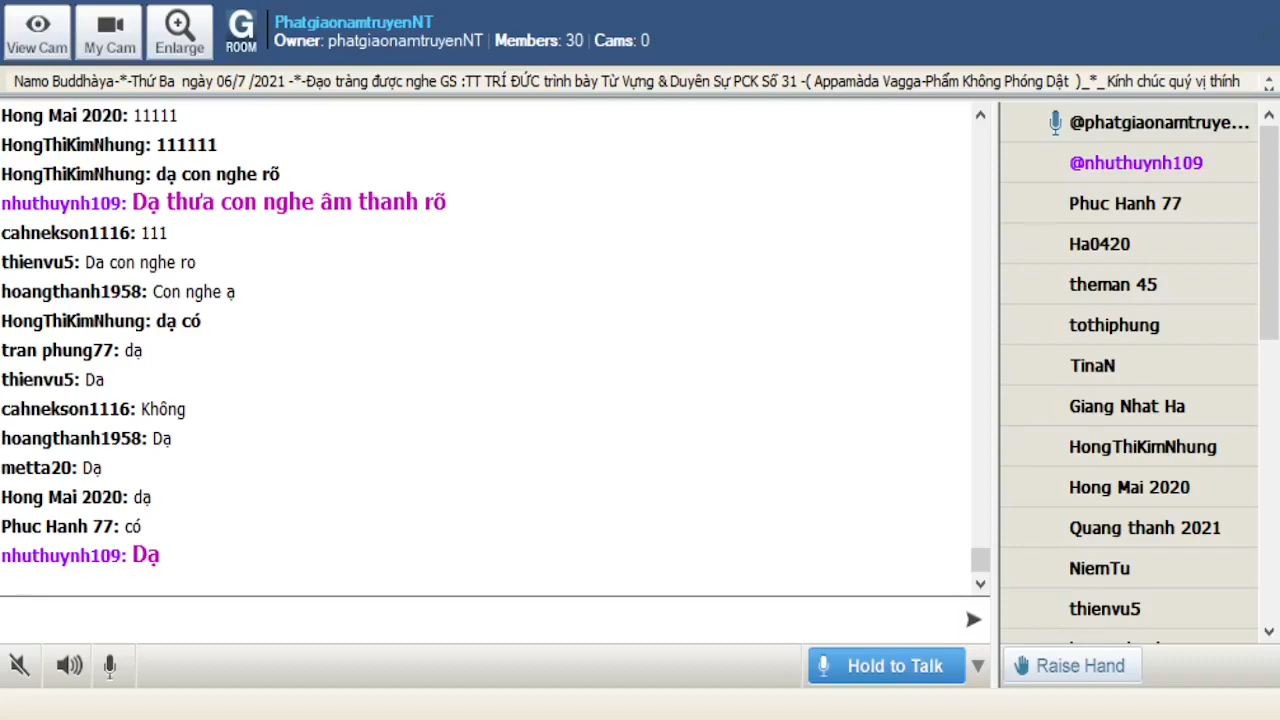 View Cam
My Cam
Enlarge
G
ROOM
PhatgiaonamtruyenNT
Owner: phatgiaonamtruyenNT | Members: 30 | Cams: 0
Namo Buddhàya-*-Thứ Ba ngày 06/7 /2021 -*-Đạo tràng được nghe GS :TT TRÍ ĐỨC trình bày Từ Vựng & Duyên Sự PCK Số 31 -( Appamàda Vagga-Phẩm Không Phóng Dật )_*_ Kính chúc quý vị thính
Hong Mai 2020: 11111
HongThiKimNhung: 111111
HongThiKimNhung: dạ con nghe rõ
nhuthuynh109: Dạ thưa con nghe âm thanh rõ
cahnekson1116: 111
thienvu5: Da con nghe ro
hoangthanh1958: Con nghe ạ
HongThiKimNhung: dạ có
tran phung77: dạ
thienvu5: Da
cahnekson1116: Không
hoangthanh1958: Dạ
metta20: Dạ
Hong Mai 2020: dạ
Phuc Hanh 77: có
nhuthuynh109: Dạ
@phatgiaonamtruye...
@nhuthuynh109
Phuc Hanh 77
Ha0420
theman 45
tothiphung
TinaN
Giang Nhat Ha
HongThiKimNhung
Hong Mai 2020
Quang thanh 2021
NiemTu
thienvu5
Hold to Talk
Raise Hand